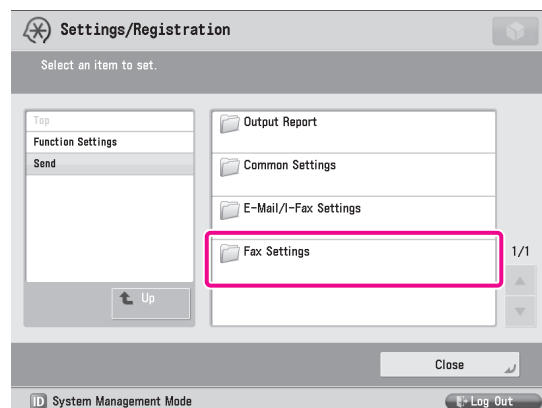 Settings/Registration
Select an item to set.
Top
Function Settings
Send
Up
Output Report
Common Settings
E-Mail/I-Fax Settings
Fax Settings
1/1
Close
ID System Management Mode
Log Out